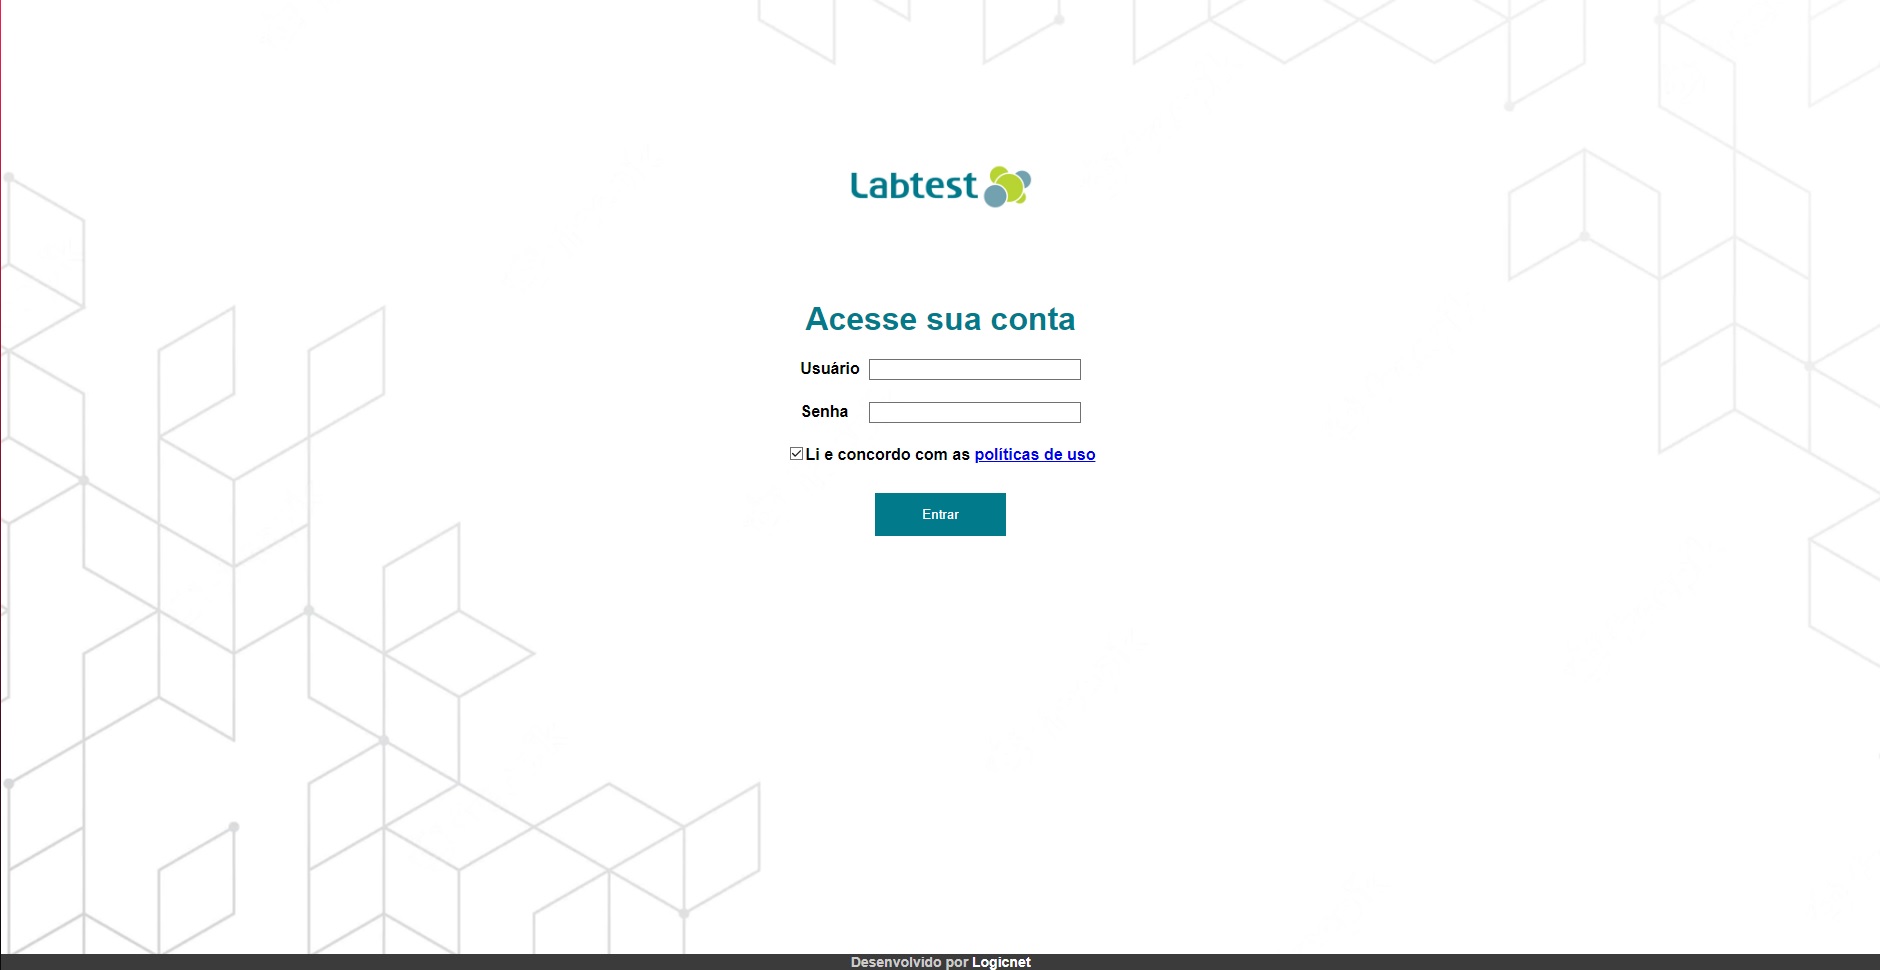 Labtest
Acesse sua conta
Usuário
Senha
Li e concordo com as políticas de uso
Entrar
Desenvolvido por Logicnet